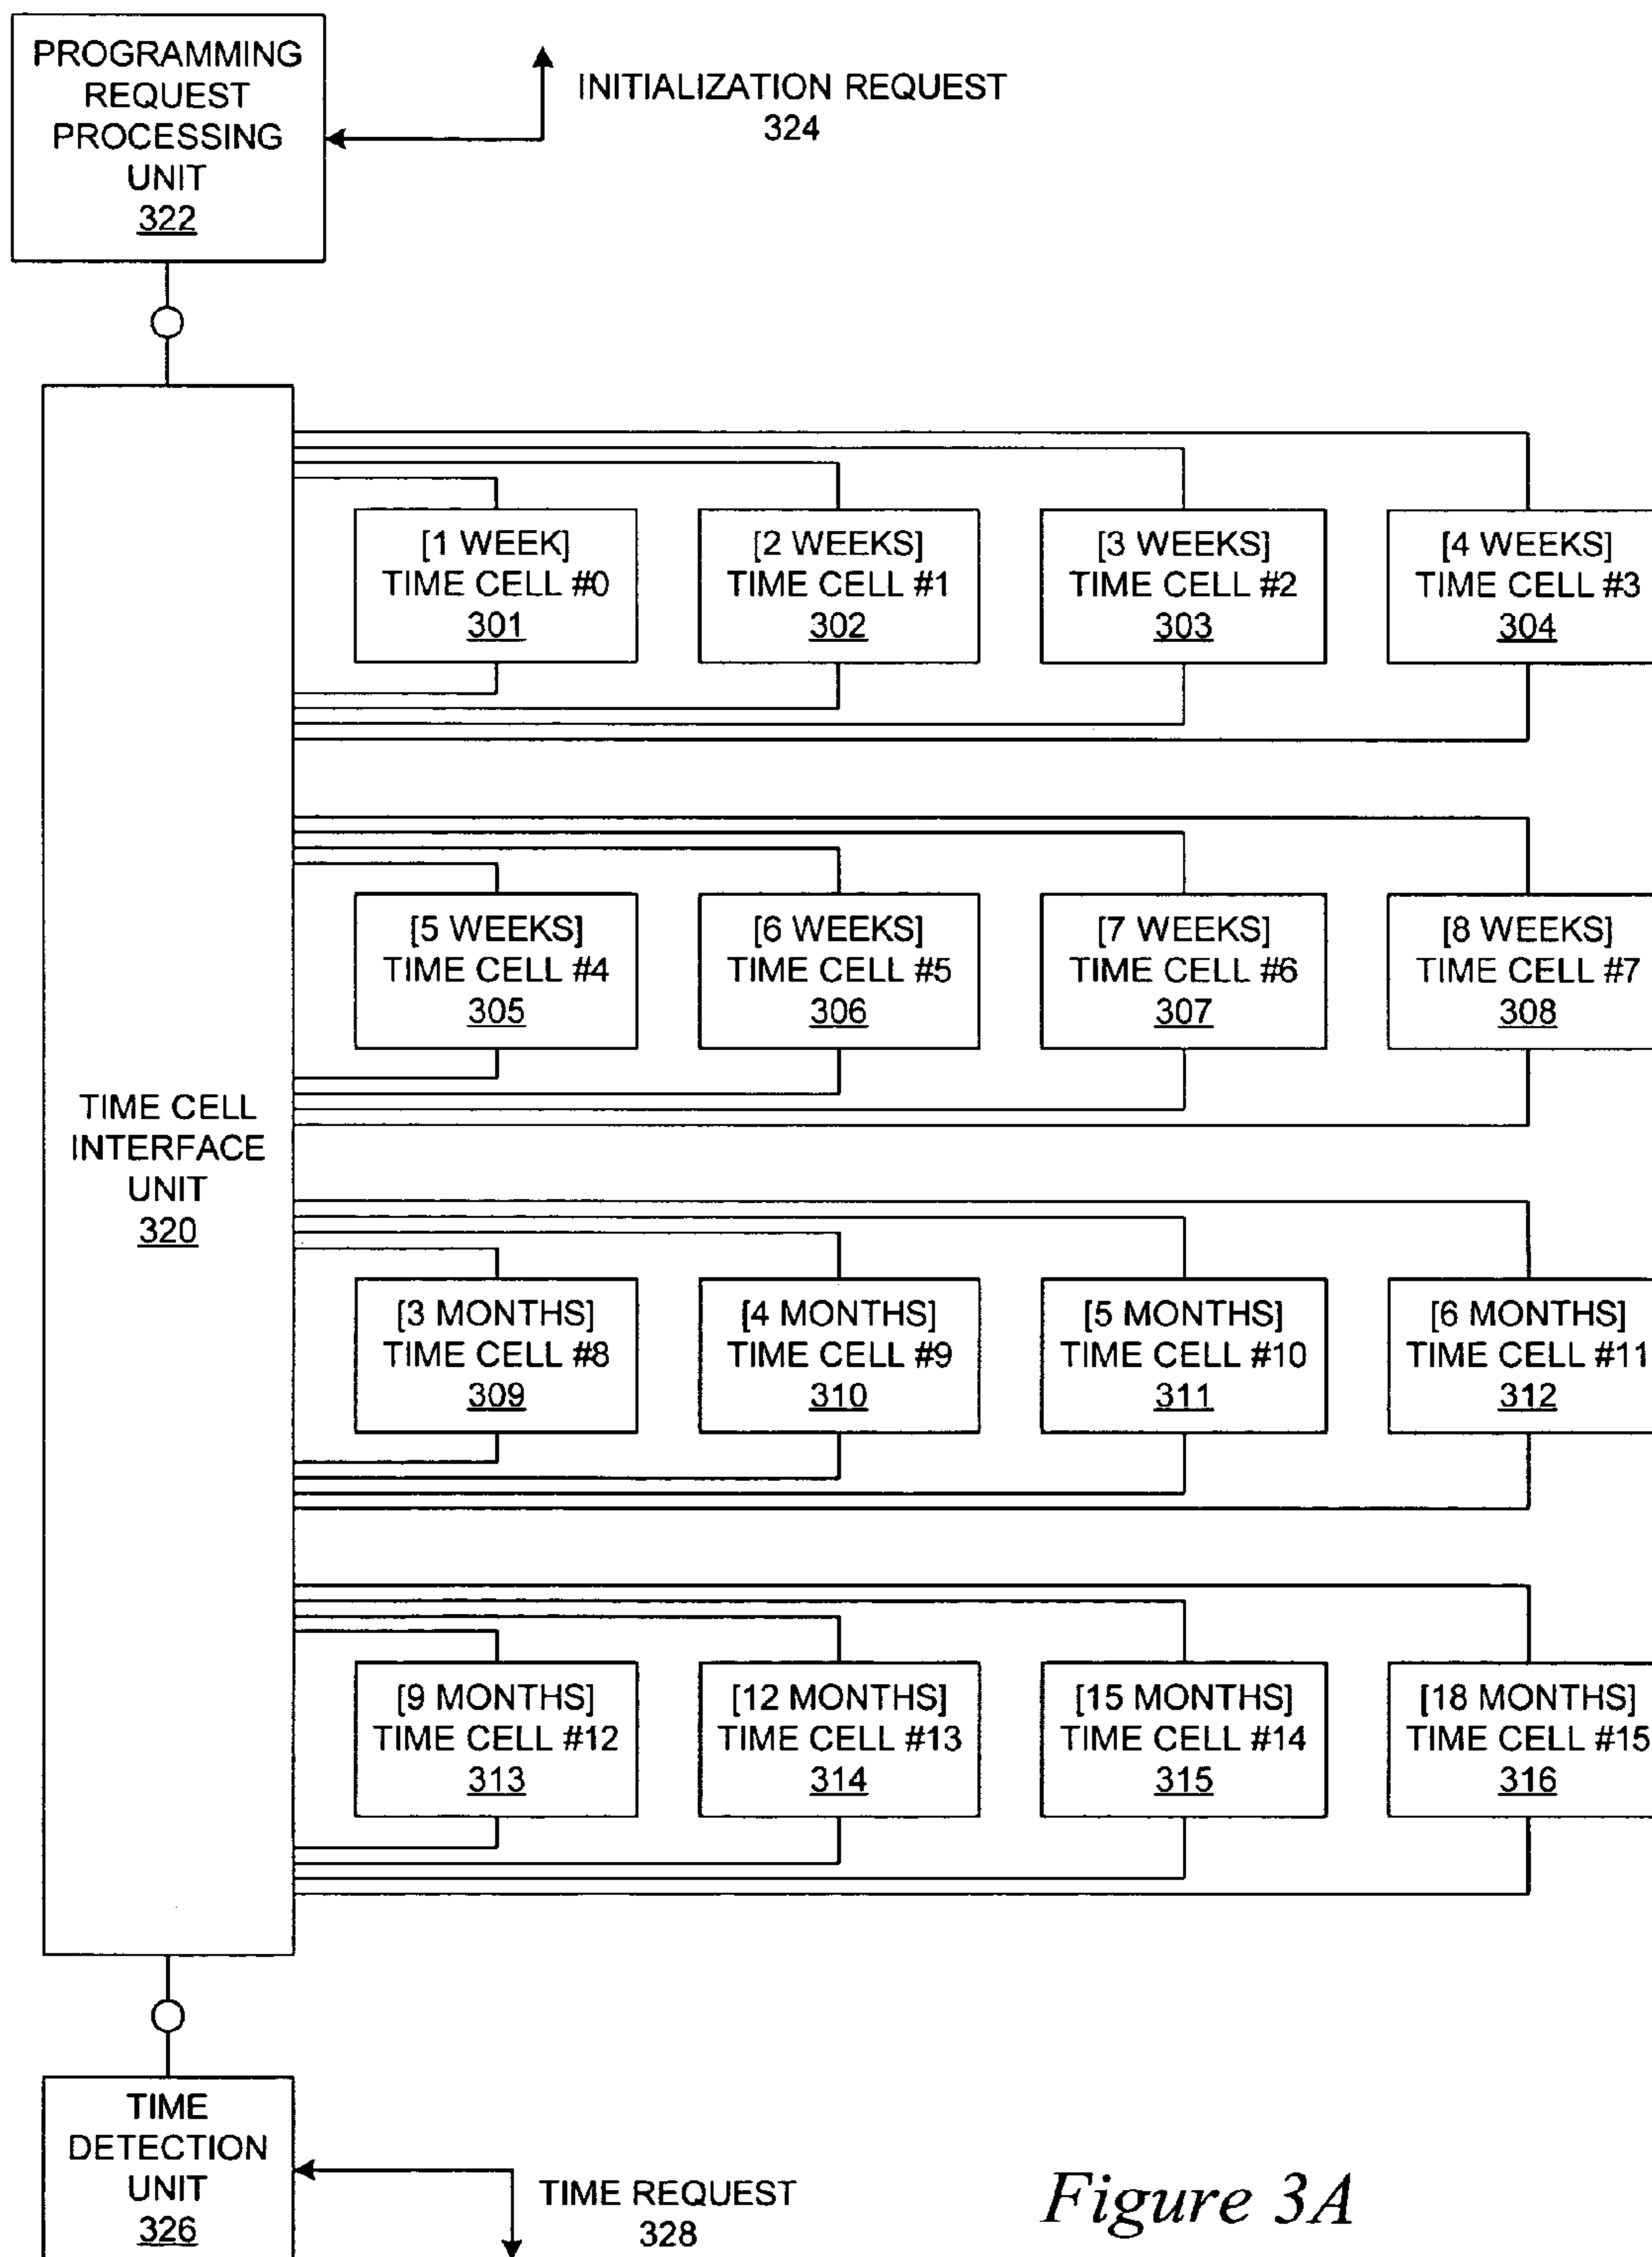 PROGRAMMING
REQUEST
PROCESSING
UNIT
322
INITIALIZATION REQUEST
324
[1 WEEK]
TIME CELL #0
301
[2 WEEKS]
TIME CELL #1
302
[3 WEEKS]
TIME CELL #2
303
[4 WEEKS]
TIME CELL #3
304
[5 WEEKS]
TIME CELL #4
305
[6 WEEKS]
TIME CELL #5
306
[7 WEEKS]
TIME CELL #6
307
[8 WEEKS]
TIME CELL #7
308
TIME CELL
INTERFACE
UNIT
320
[3 MONTHS]
TIME CELL #8
309
[4 MONTHS]
TIME CELL #9
310
[5 MONTHS]
TIME CELL #10
311
[6 MONTHS]
TIME CELL #11
312
[9 MONTHS]
TIME CELL #12
313
[12 MONTHS]
TIME CELL #13
314
[15 MONTHS]
TIME CELL #14
315
[18 MONTHS]
TIME CELL #15
316
TIME
DETECTION
UNIT
326
TIME REQUEST
328
Figure 3A